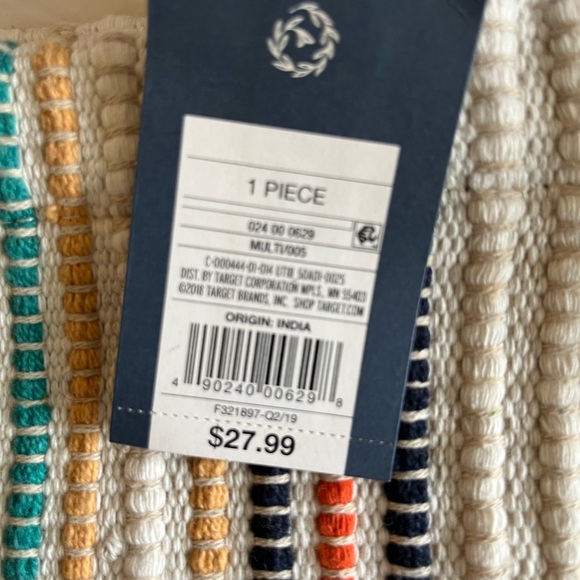 1 PIECE
024 00 0629
MULTI/005
DIST. BY TARGET CORPORATION MPLS, MN 55403
©2018 TARGET BRANDS, INC. SHOP TARGET.COM
ORIGIN: INDIA
4 90240 00629 8
F321897-Q2/19
$27.99